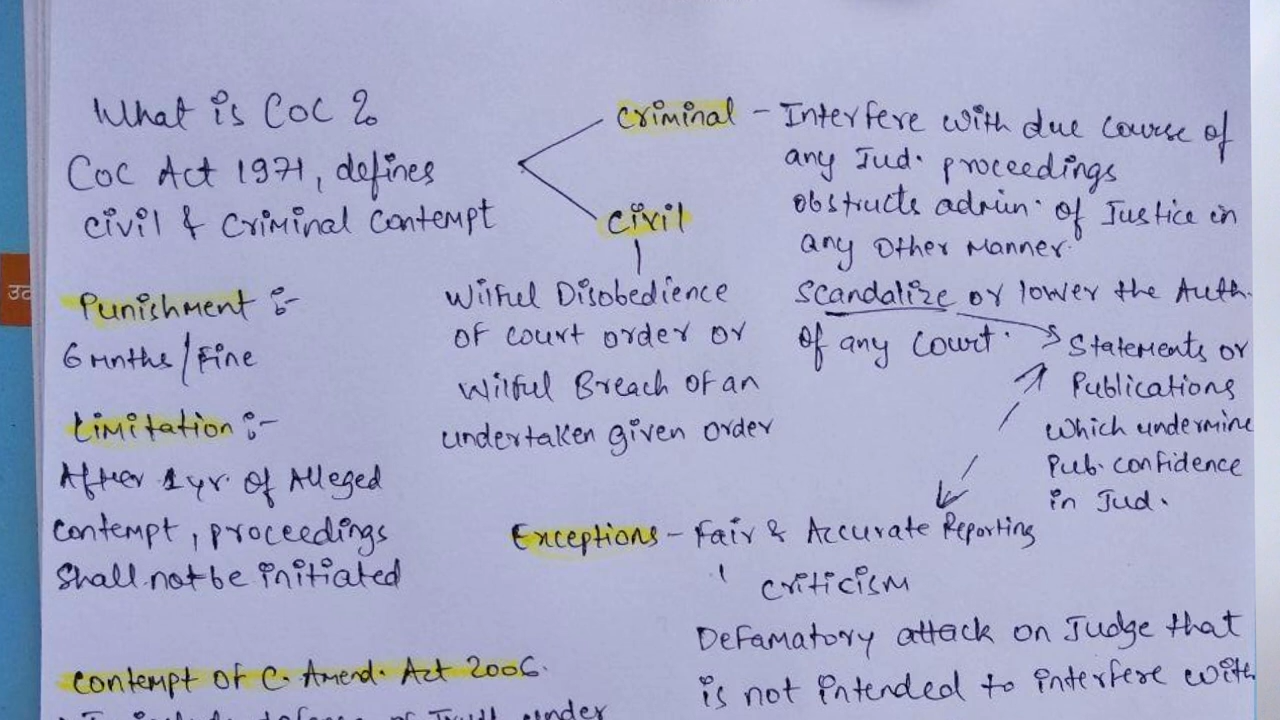 What is CoC ?
CoC Act 1971, defines
civil & Criminal Contempt
Criminal - Interfere with due course of
any Jud. proceedings
obstructs admin. of Justice in
any Other Manner.
Scandalize or lower the Auth.
of any Court.
Statements or
Publications
which undermine
Pub. confidence
in Jud.
Civil
Wilful Disobedience
of court order or
Wilful Breach of an
undertaken given order
Punishment :-
6 mnths/Fine
Limitation :-
After 1 yr. of Alleged
Contempt, proceedings
Shall not be initiated
Exceptions - Fair & Accurate Reporting
criticism
Defamatory attack on Judge that
is not intended to interfere with
Contempt Of C. Amend. Act 2006.
include defense of Truth under